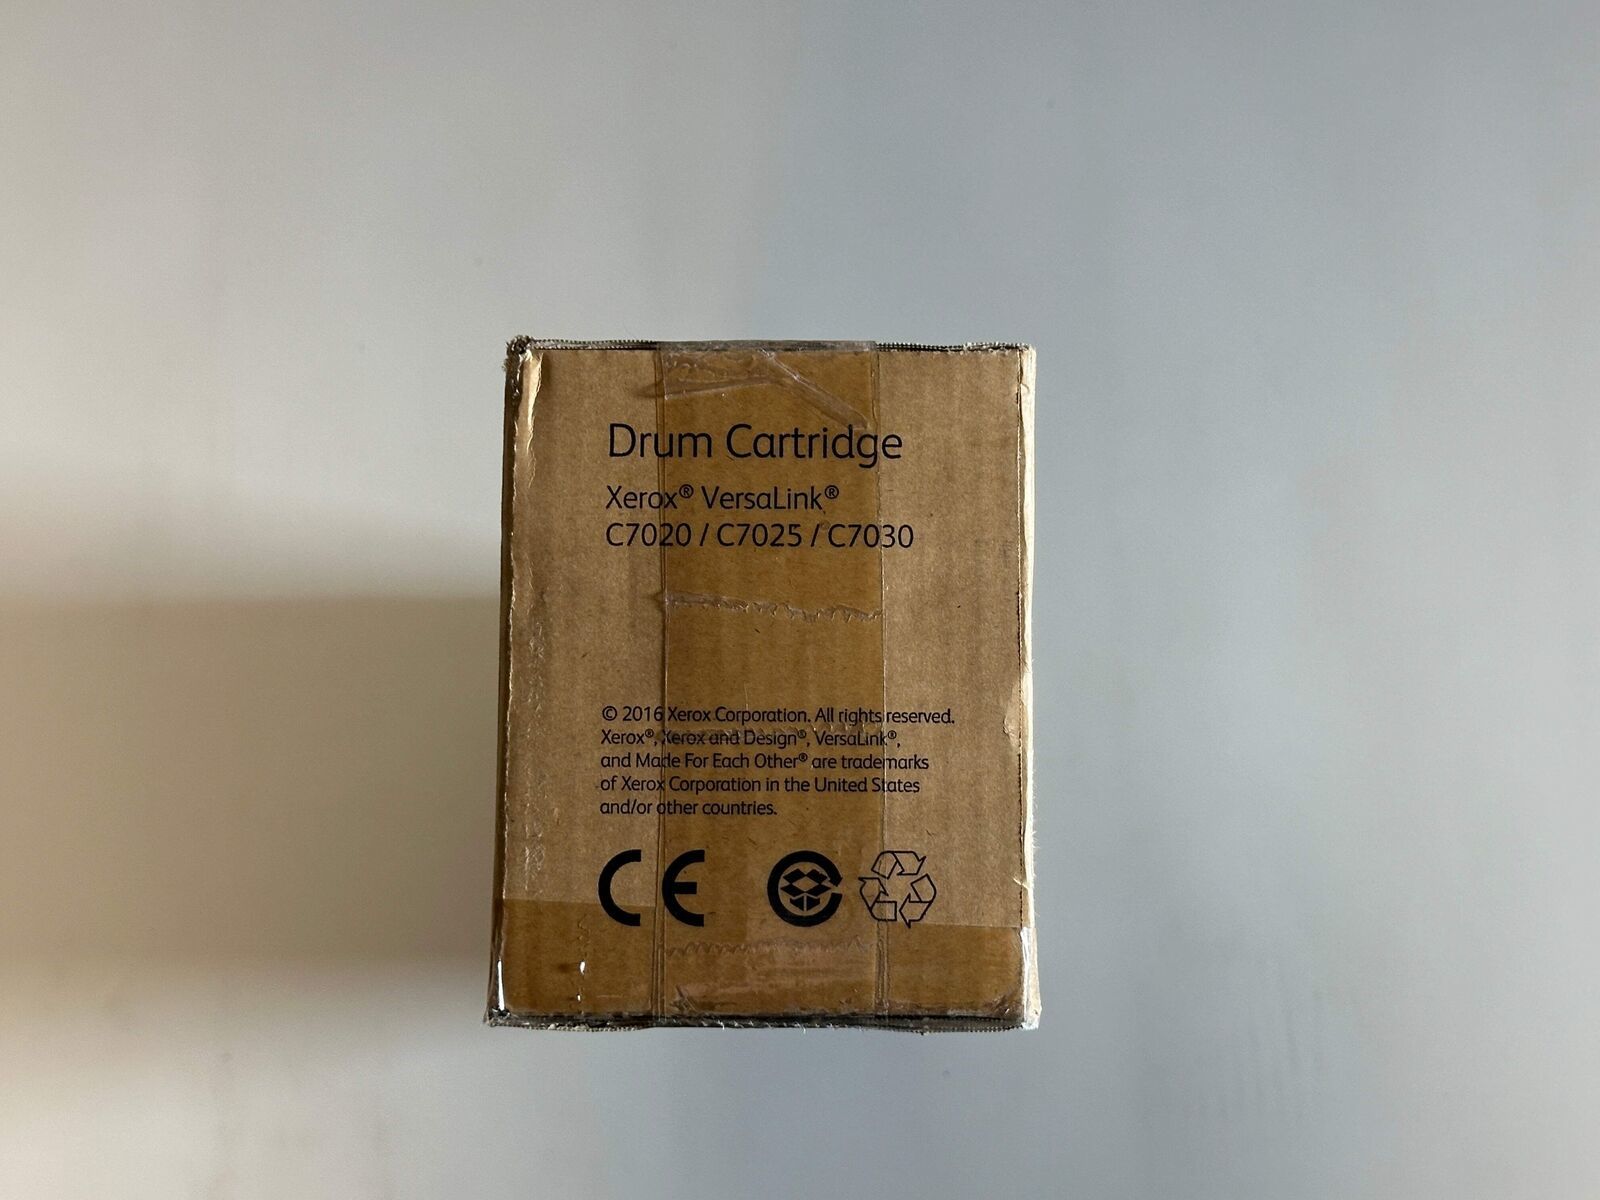 Drum Cartridge
Xerox® VersaLink®
C7020 / C7025 / C7030
© 2016 Xerox Corporation. All rights reserved.
Xerox®, Xerox and Design®, VersaLink®,
and Made For Each Other® are trademarks
of Xerox Corporation in the United States
and/or other countries.
CE